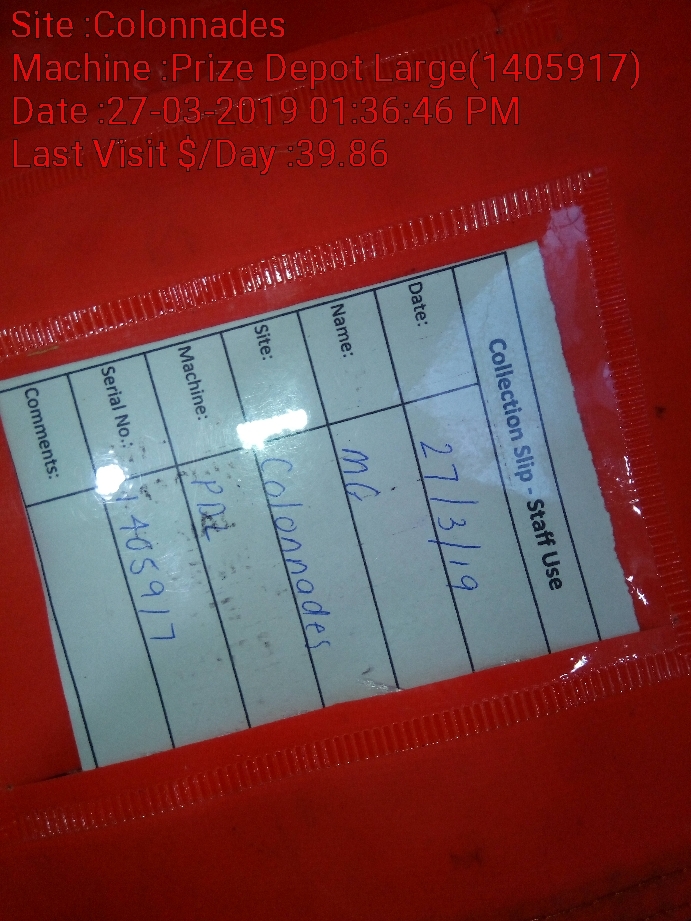 Site :Colonnades
Machine :Prize Depot Large(1405917)
Date :27-03-2019 01:36:46 PM
Last Visit $/Day :39.86
Collection Slip - Staff Use
Date: 27/3/19
Name: MG
Site: Colonnades
Machine: PDL
Serial No.: 1405917
Comments: